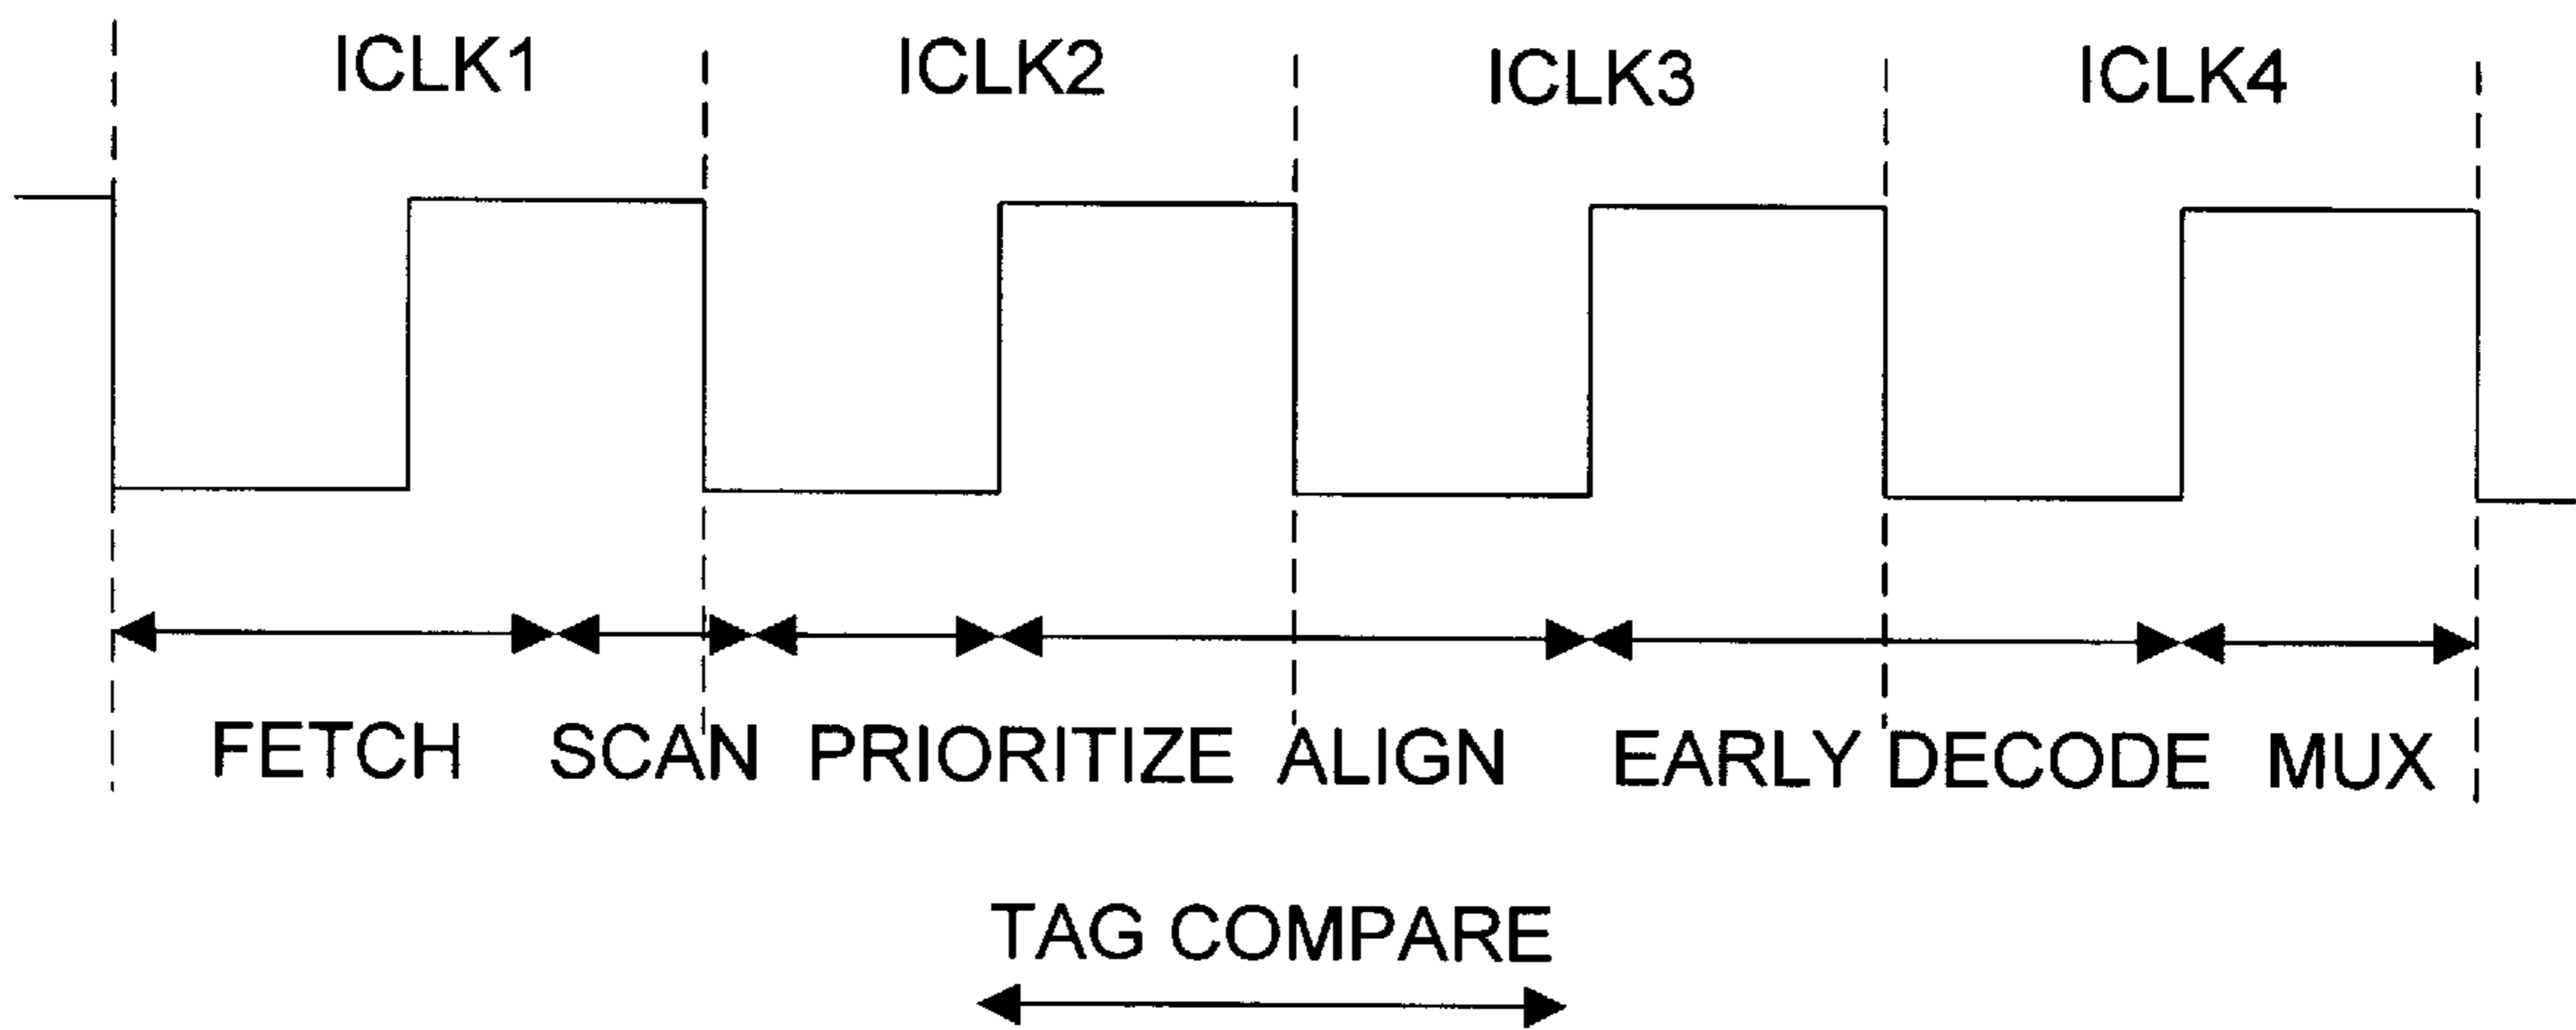 ICLK1 ICLK2 ICLK3 ICLK4
FETCH SCAN PRIORITIZE ALIGN EARLY DECODE MUX
TAG COMPARE